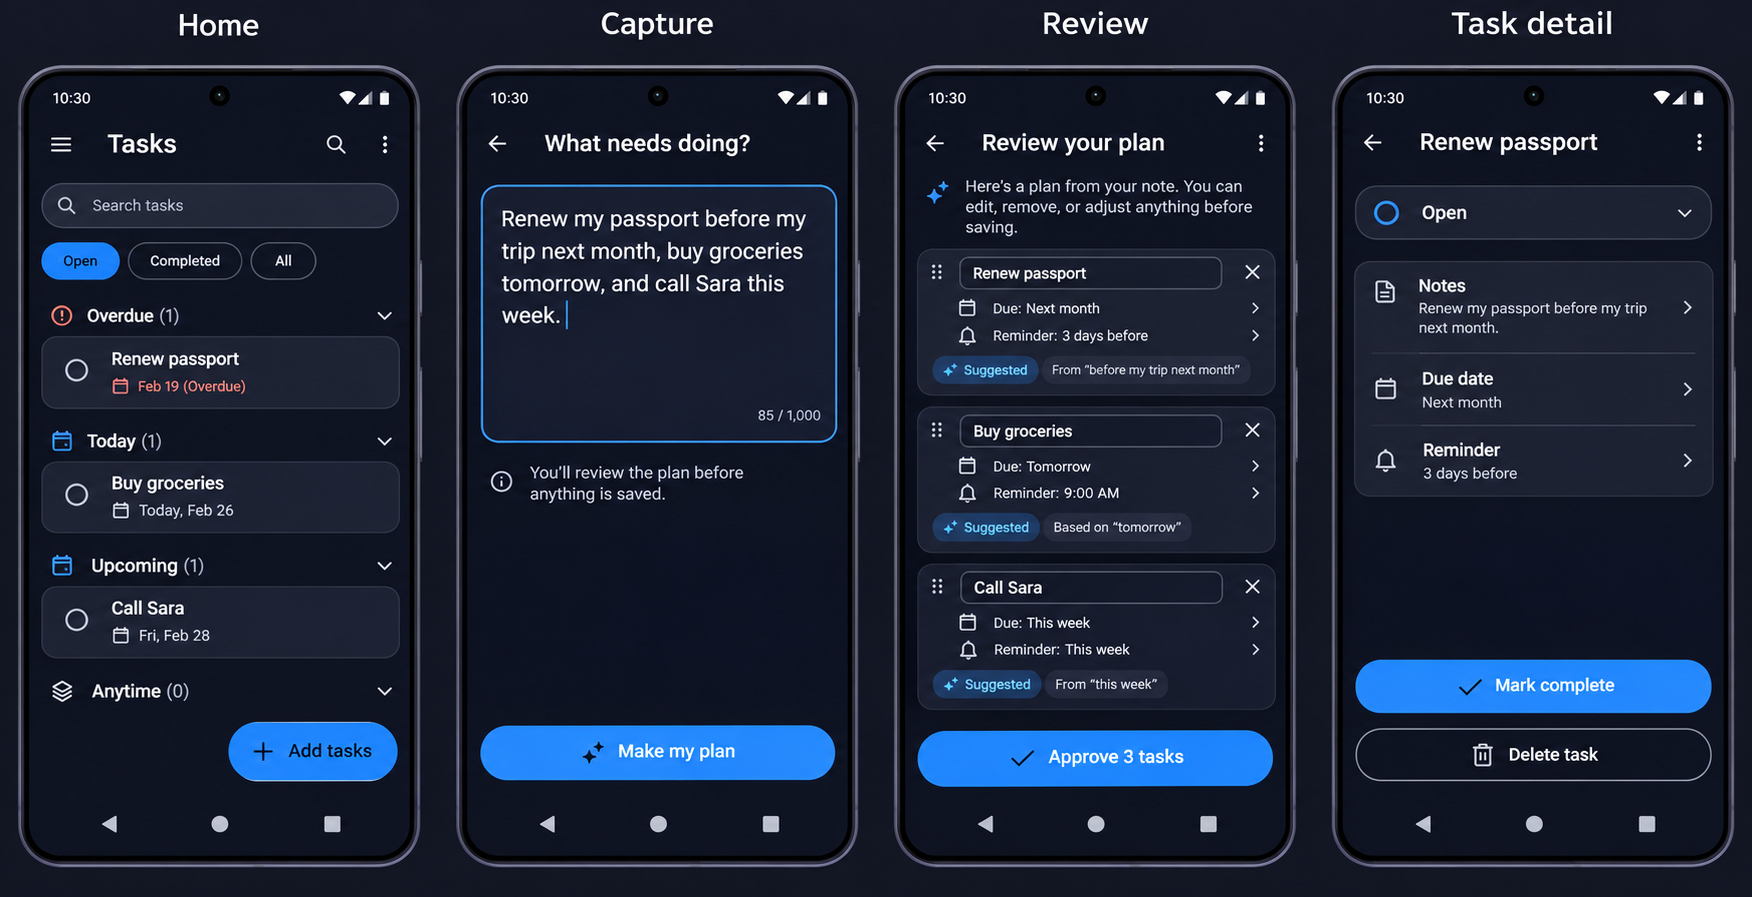 Home
10:30
Tasks
Search tasks
Open
Completed
All
Overdue (1)
Renew passport
Feb 19 (Overdue)
Today (1)
Buy groceries
Today, Feb 26
Upcoming (1)
Call Sara
Fri, Feb 28
Anytime (0)
Add tasks
Capture
10:30
What needs doing?
Renew my passport before my
trip next month, buy groceries
tomorrow, and call Sara this
week.
85 / 1,000
You’ll review the plan before
anything is saved.
Make my plan
Review
10:30
Review your plan
Here’s a plan from your note. You can
edit, remove, or adjust anything before
saving.
Renew passport
Due: Next month
Reminder: 3 days before
Suggested
From “before my trip next month”
Buy groceries
Due: Tomorrow
Reminder: 9:00 AM
Suggested
Based on “tomorrow”
Call Sara
Due: This week
Reminder: This week
Suggested
From “this week”
Approve 3 tasks
Task detail
10:30
Renew passport
Open
Notes
Renew my passport before my trip
next month.
Due date
Next month
Reminder
3 days before
Mark complete
Delete task